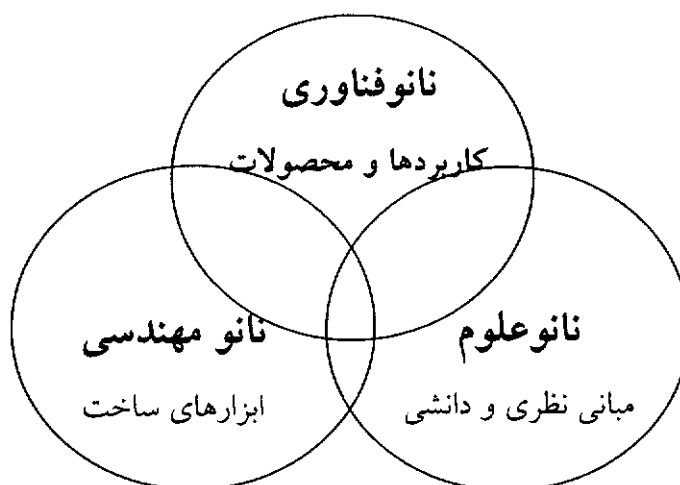 نانوفناوری
کاربردها و محصولات
نانوعلوم
مبانی نظری و دانشی
نانو مهندسی
ابزارهای ساخت